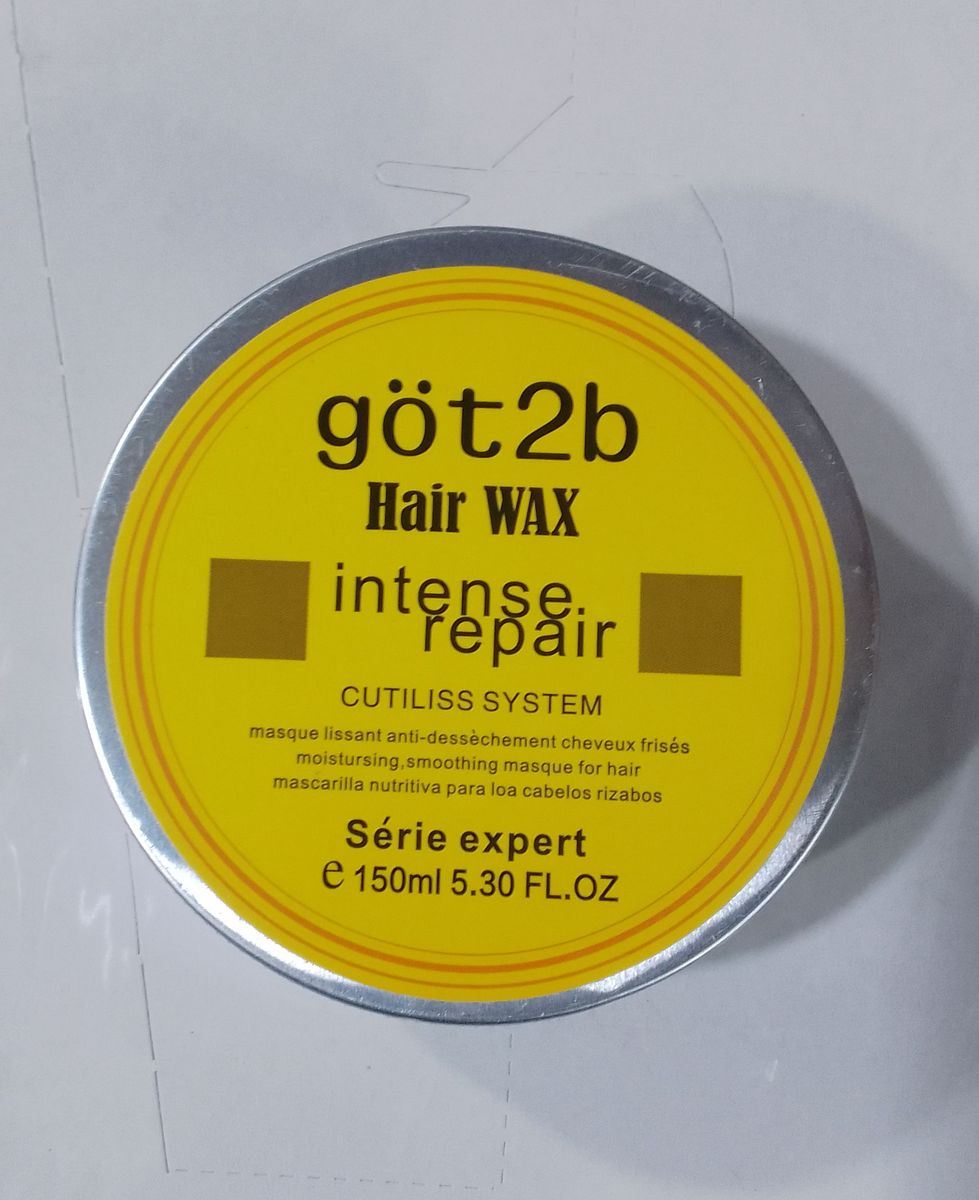 göt2b
Hair WAX
intense
repair
CUTILISS SYSTEM
masque lissant anti-dessèchement cheveux frisés
moistursing,smoothing masque for hair
mascarilla nutritiva para loa cabelos rizabos
Série expert
e 150ml 5.30 FL.OZ